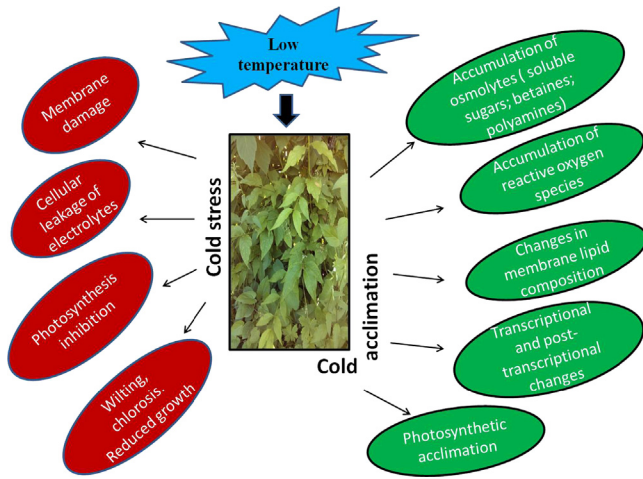 Low
temperature
Membrane
damage
Cellular
leakage of
electrolytes
Photosynthesis
inhibition
Wilting,
chlorosis.
Reduced growth
Cold stress
Cold
acclimation
Accumulation of
osmolytes ( soluble
sugars; betaines;
polyamines)
Accumulation of
reactive oxygen
species
Changes in
membrane lipid
composition
Transcriptional
and post-
transcriptional
changes
Photosynthetic
acclimation